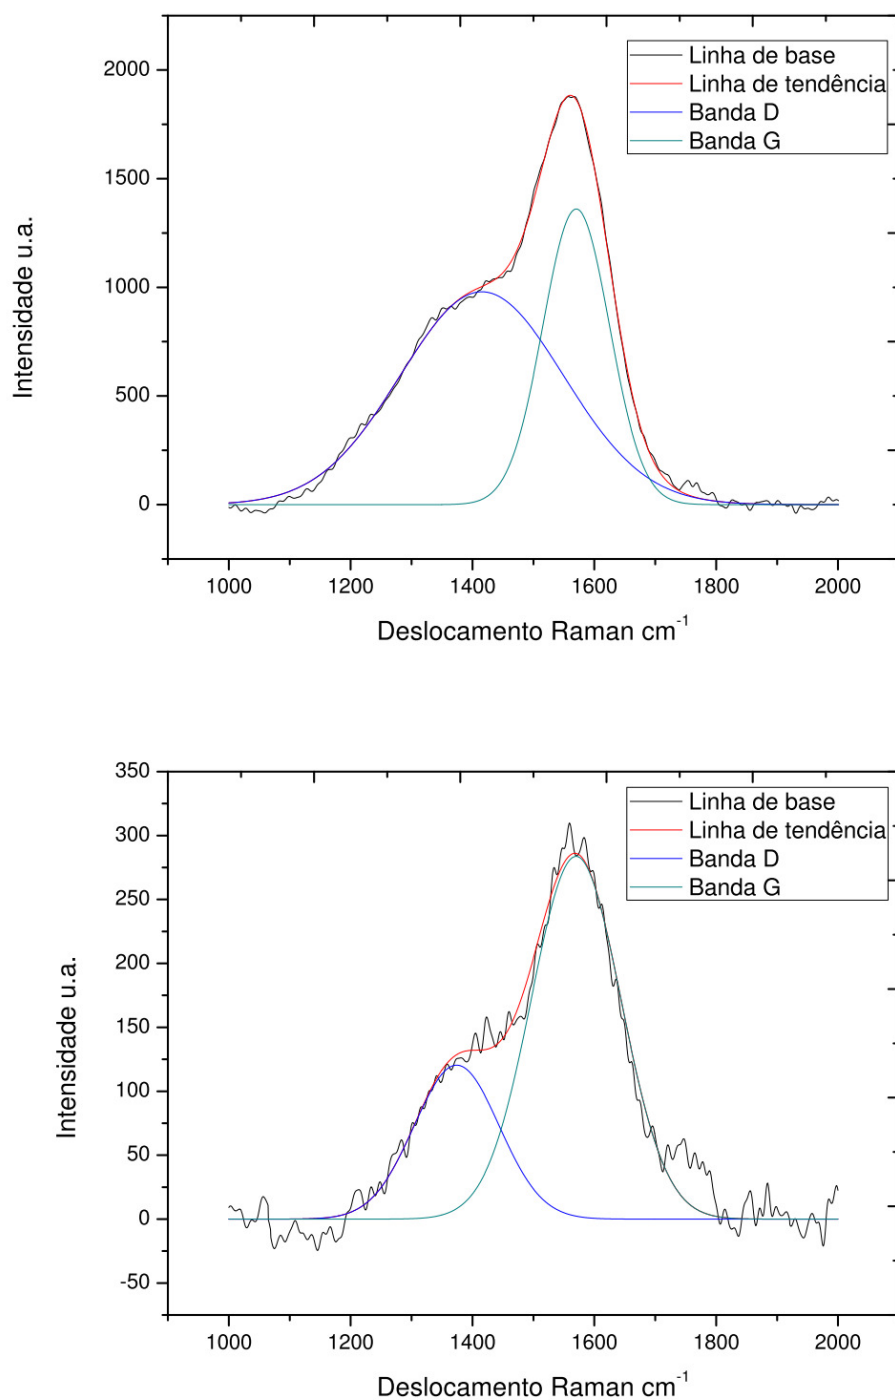 2000
1500
1000
500
0
Intensidade u.a.
Linha de base
Linha de tendência
Banda D
Banda G
1000 1200 1400 1600 1800 2000
Deslocamento Raman cm⁻¹
350
300
250
200
150
100
50
0
-50
Intensidade u.a.
Linha de base
Linha de tendência
Banda D
Banda G
1000 1200 1400 1600 1800 2000
Deslocamento Raman cm⁻¹